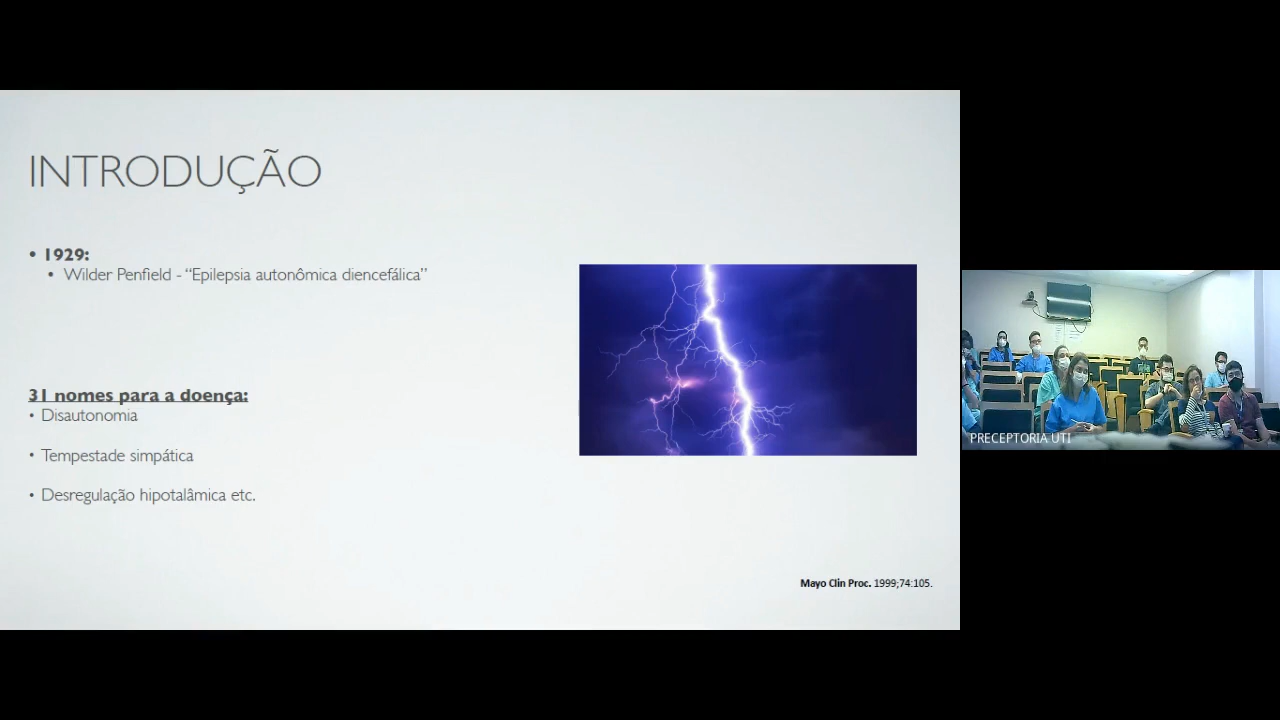 INTRODUÇÃO
• 1929:
• Wilder Penfield - “Epilepsia autonômica diencefálica”
31 nomes para a doença:
• Disautonomia
• Tempestade simpática
• Desregulação hipotalâmica etc.
Mayo Clin Proc. 1999;74:105.
PRECEPTORIA UTI